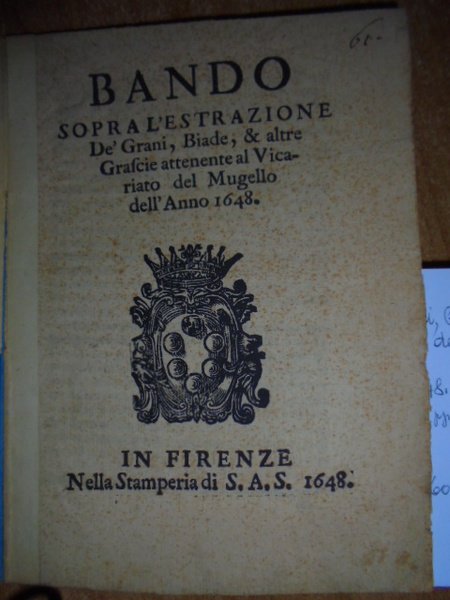 60.
BANDO
SOPRA L'ESTRAZIONE
De' Grani, Biade, & altre
Graſcie attenente al Vica-
riato del Mugello
dell'Anno 1648.
IN FIRENZE
Nella Stamperia di S. A. S. 1648.